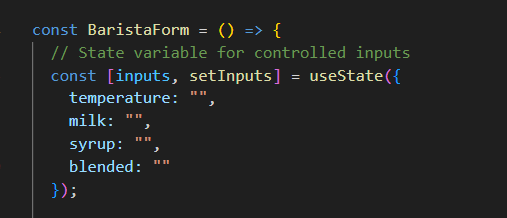 const BaristaForm = () => {
// State variable for controlled inputs
const [inputs, setInputs] = useState({
temperature: "",
milk: "",
syrup: "",
blended: ""
});